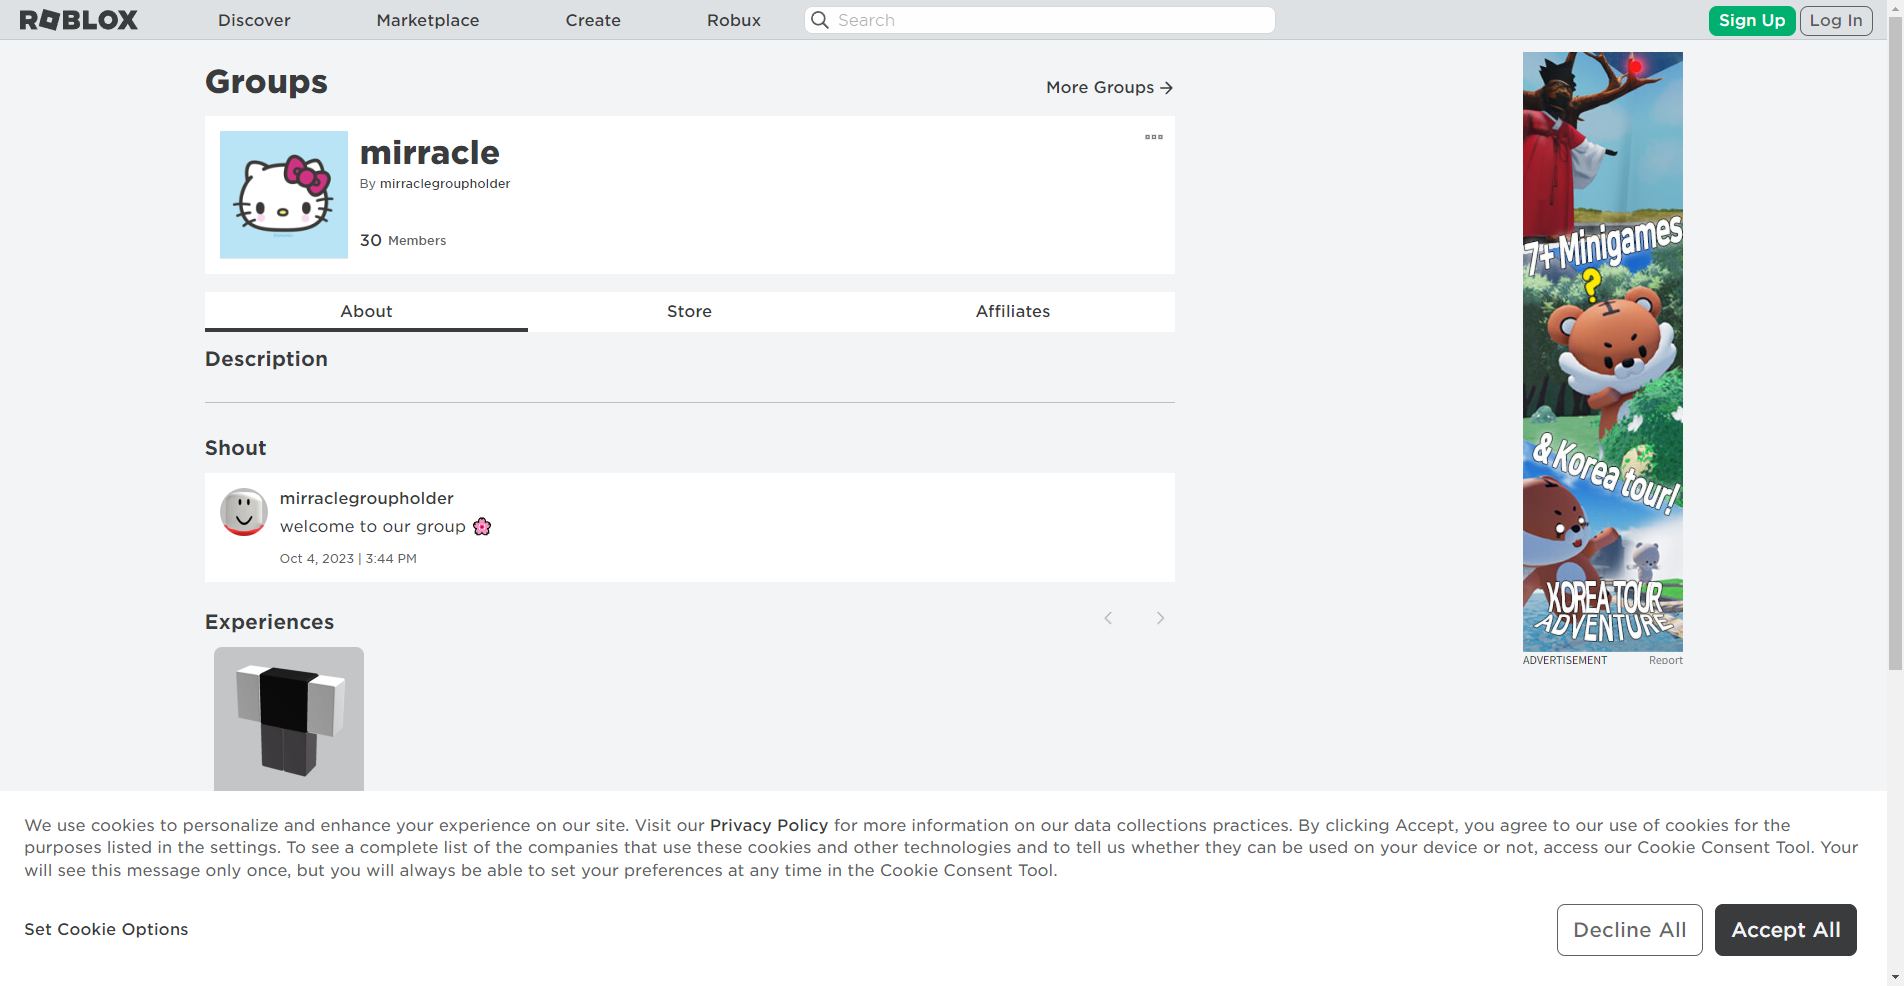 ROBLOX
Discover
Marketplace
Create
Robux
Search
Sign Up
Log In
Groups
More Groups →
mirracle
By mirraclegroupholder
30 Members
About
Store
Affiliates
Description
Shout
mirraclegroupholder
welcome to our group 🌸
Oct 4, 2023 | 3:44 PM
Experiences
7+ Minigames
?
& Korea tour!
KOREA TOUR
ADVENTURE
ADVERTISEMENT
Report
We use cookies to personalize and enhance your experience on our site. Visit our Privacy Policy for more information on our data collections practices. By clicking Accept, you agree to our use of cookies for the
purposes listed in the settings. To see a complete list of the companies that use these cookies and other technologies and to tell us whether they can be used on your device or not, access our Cookie Consent Tool. Your
will see this message only once, but you will always be able to set your preferences at any time in the Cookie Consent Tool.
Set Cookie Options
Decline All
Accept All